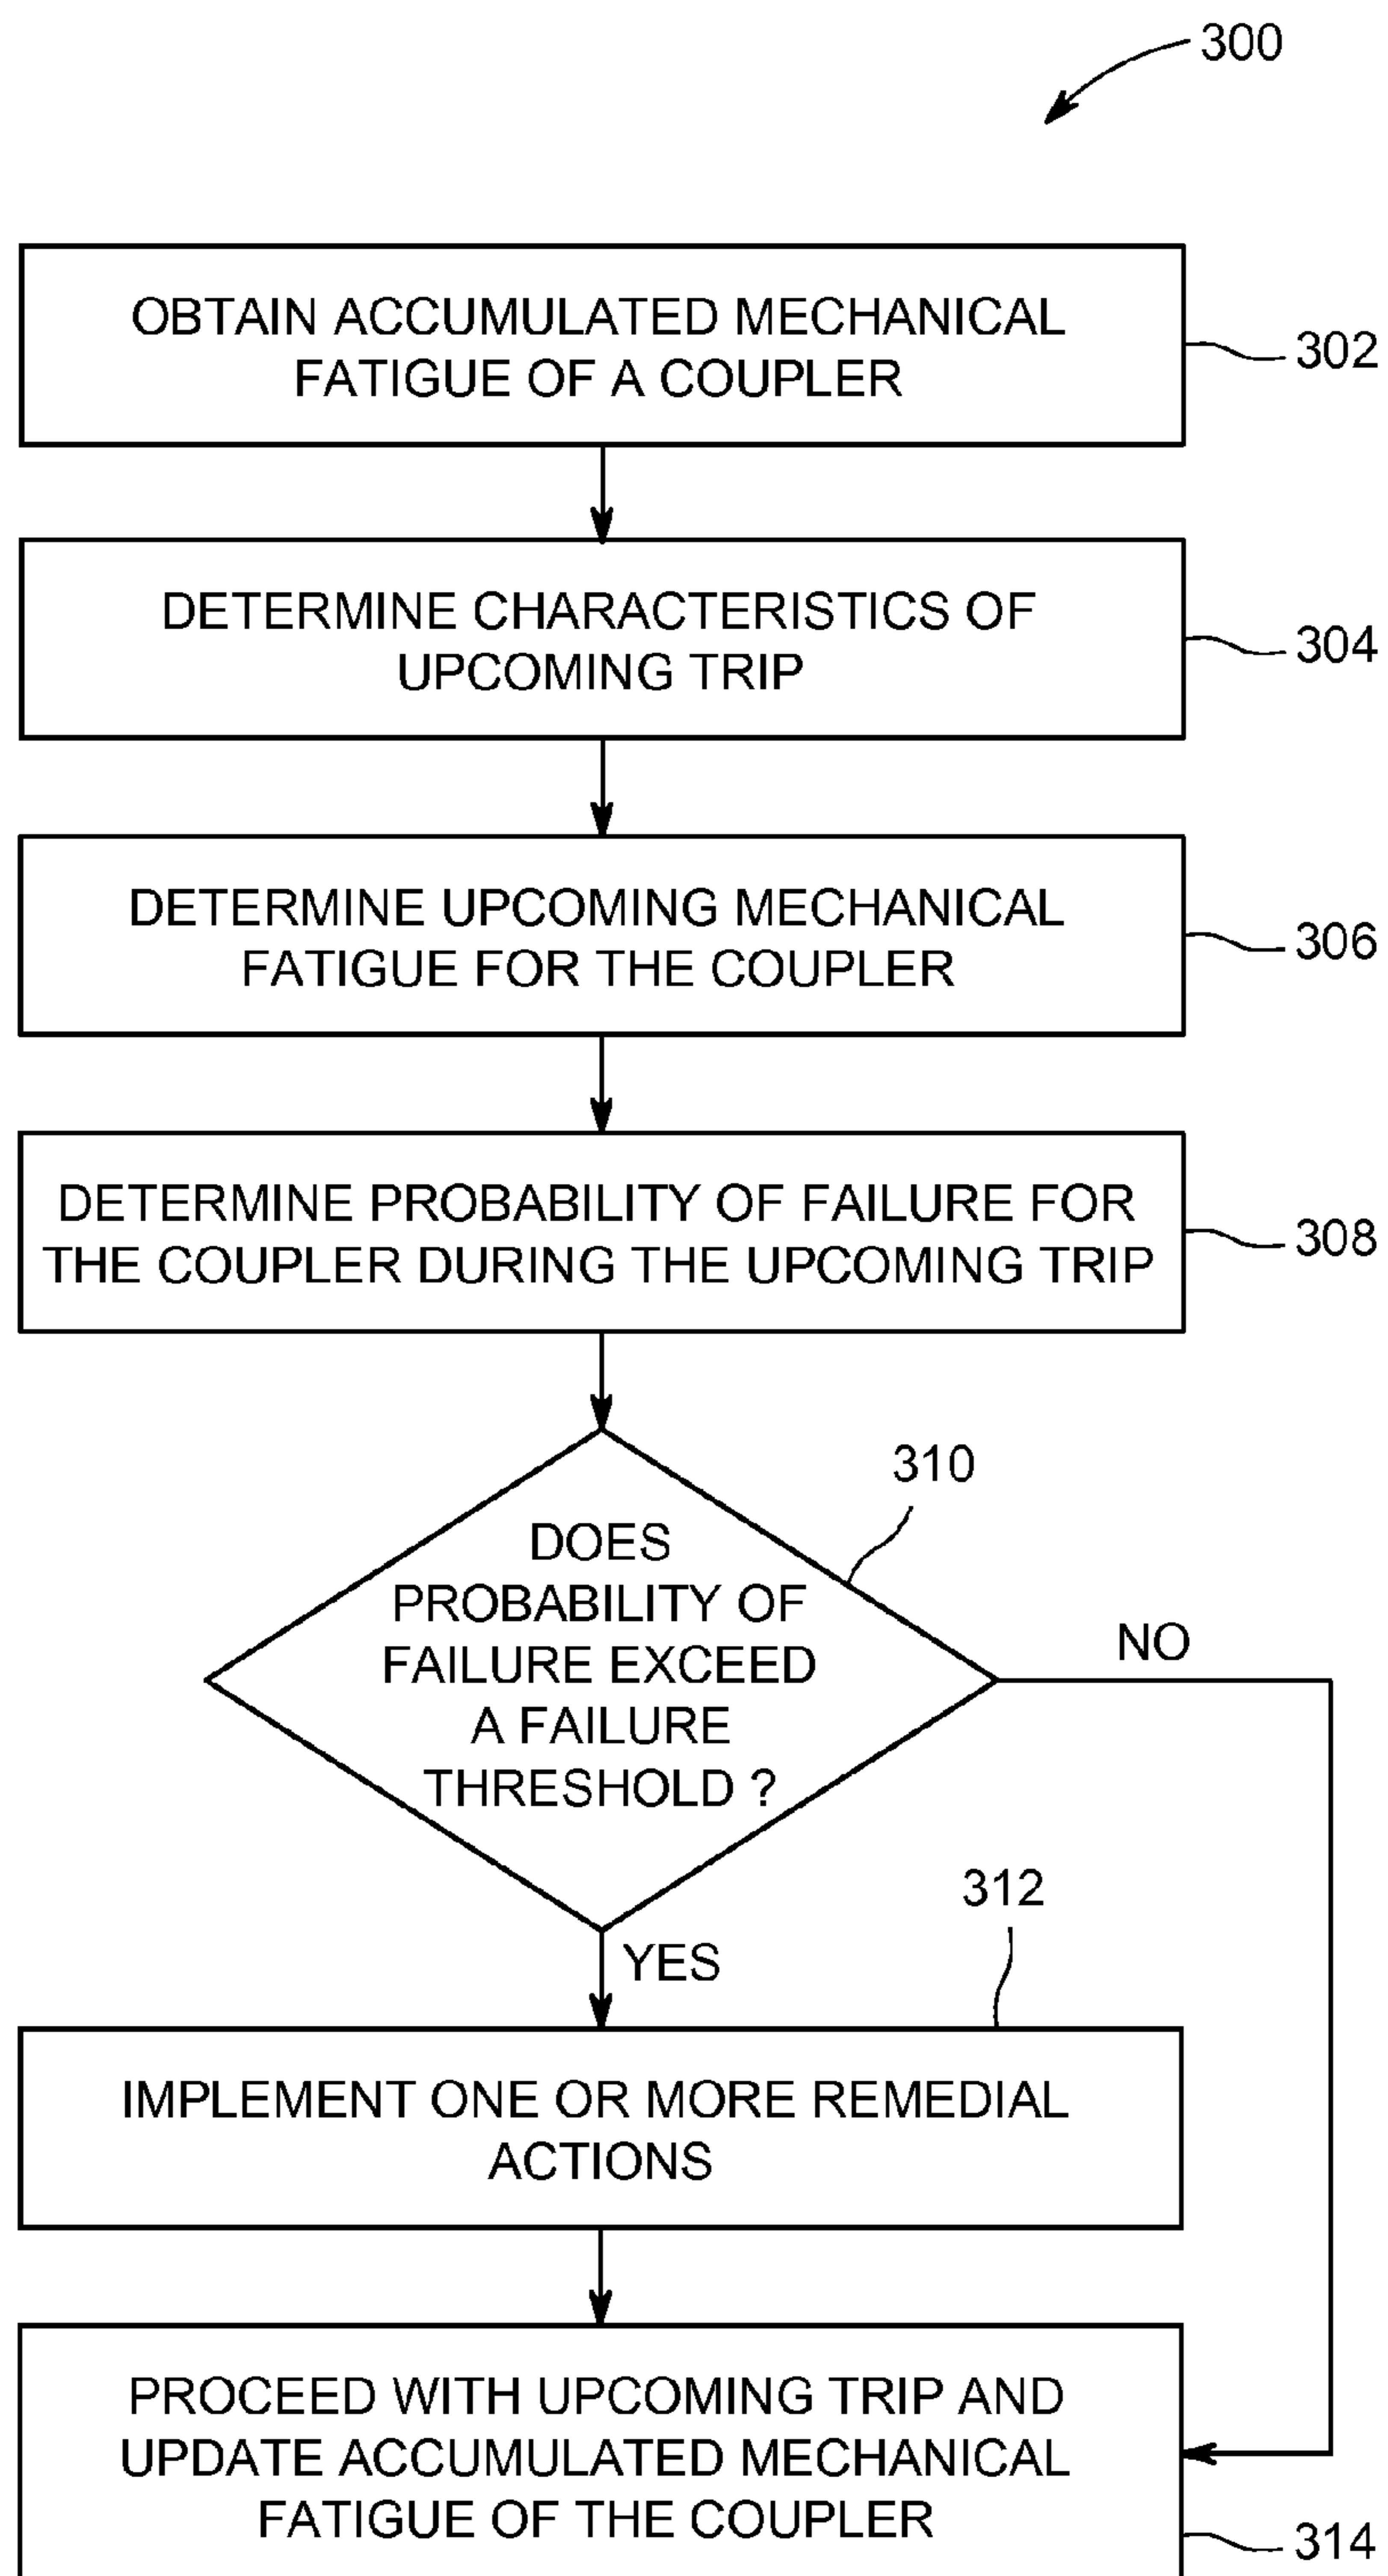 300
OBTAIN ACCUMULATED MECHANICAL
FATIGUE OF A COUPLER
302
DETERMINE CHARACTERISTICS OF
UPCOMING TRIP
304
DETERMINE UPCOMING MECHANICAL
FATIGUE FOR THE COUPLER
306
DETERMINE PROBABILITY OF FAILURE FOR
THE COUPLER DURING THE UPCOMING TRIP
308
310
DOES
PROBABILITY OF
FAILURE EXCEED
A FAILURE
THRESHOLD ?
NO
YES
312
IMPLEMENT ONE OR MORE REMEDIAL
ACTIONS
PROCEED WITH UPCOMING TRIP AND
UPDATE ACCUMULATED MECHANICAL
FATIGUE OF THE COUPLER
314